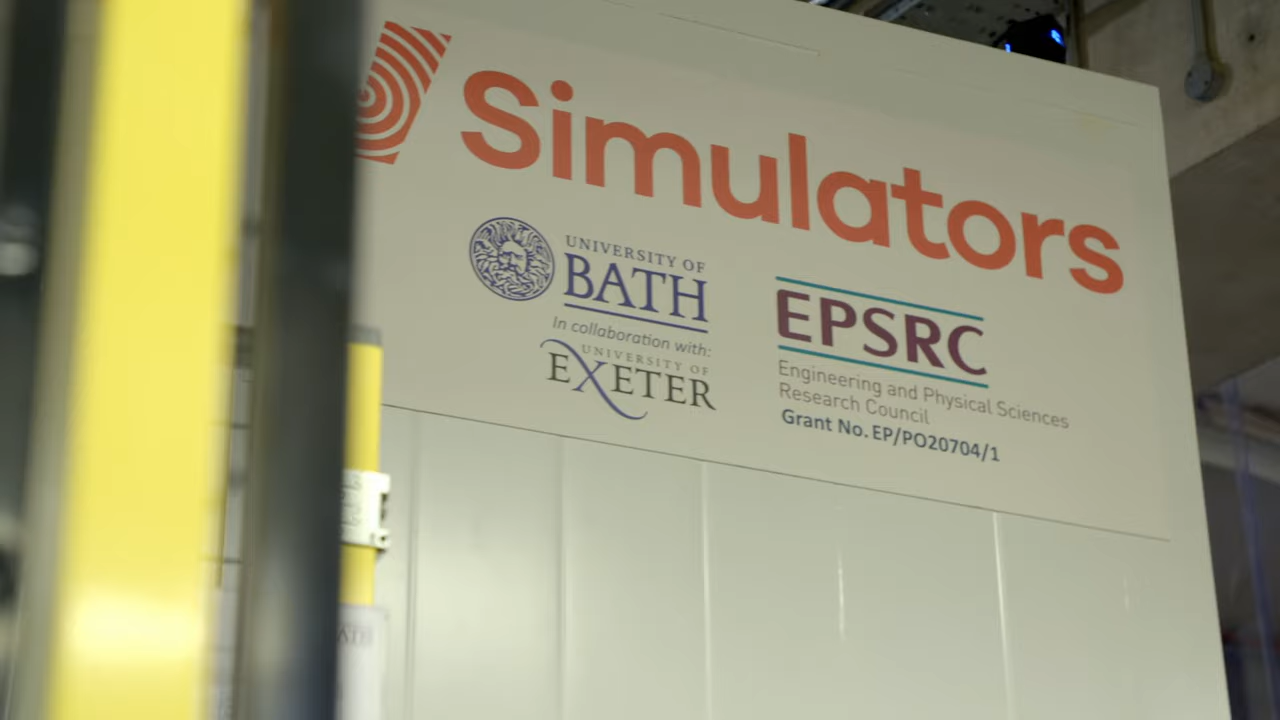 Simulators
UNIVERSITY OF
BATH
In collaboration with:
UNIVERSITY OF
EXETER
EPSRC
Engineering and Physical Sciences
Research Council
Grant No. EP/PO20704/1
BATH